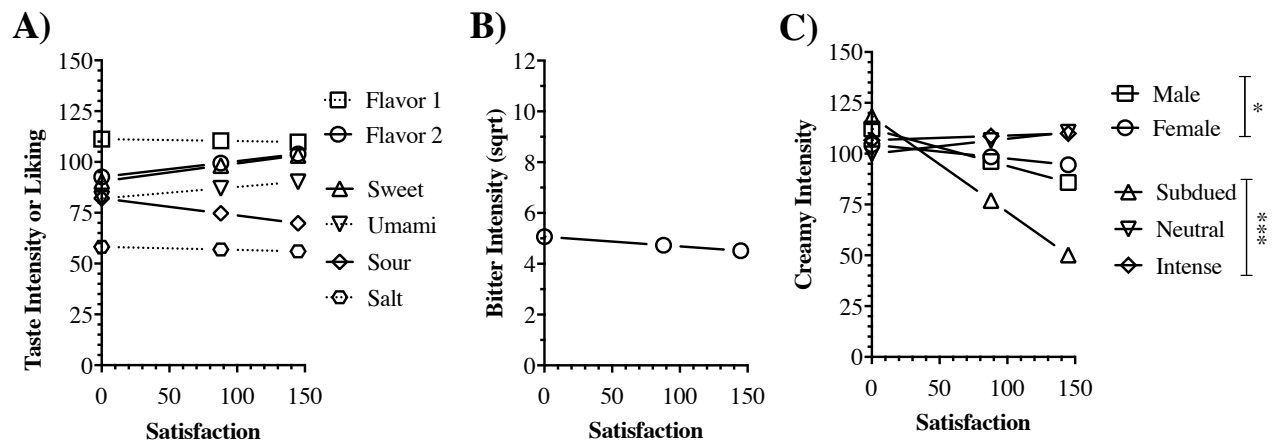 A)
Taste Intensity or Liking
150
125
100
75
50
25
0
0 50 100 150
Satisfaction
Flavor 1
Flavor 2
Sweet
Umami
Sour
Salt
B)
Bitter Intensity (sqrt)
12
10
8
6
4
2
0
0 50 100 150
Satisfaction
C)
Creamy Intensity
150
125
100
75
50
25
0
0 50 100 150
Satisfaction
Male
Female
*
Subdued
Neutral
Intense
***